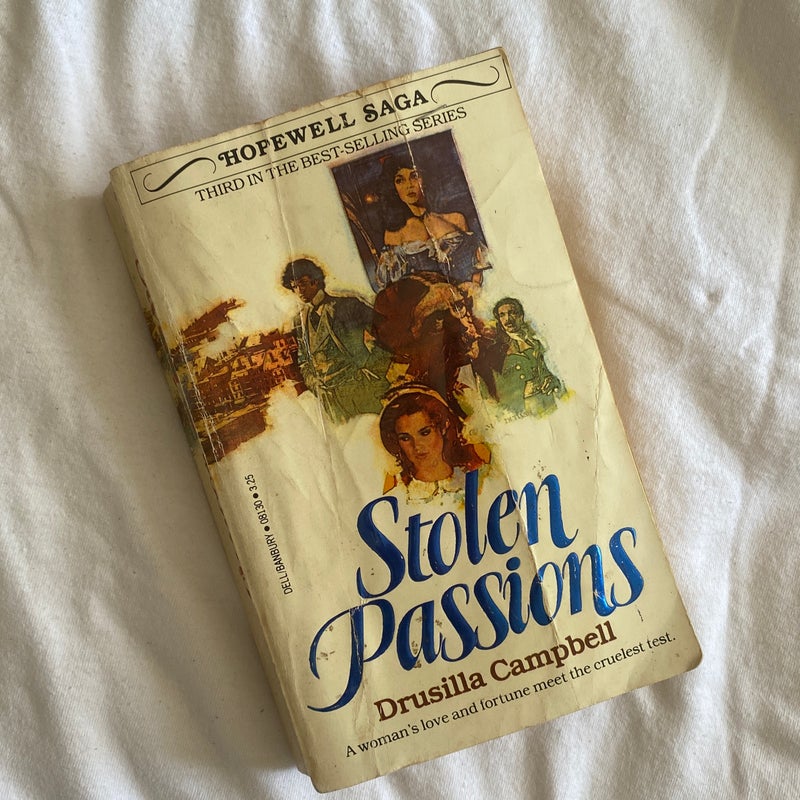 HOPEWELL SAGA
THIRD IN THE BEST-SELLING SERIES
DELL/BANBURY • 08130 • 3.25
Stolen
Passions
Drusilla Campbell
A woman's love and fortune meet the cruelest test.